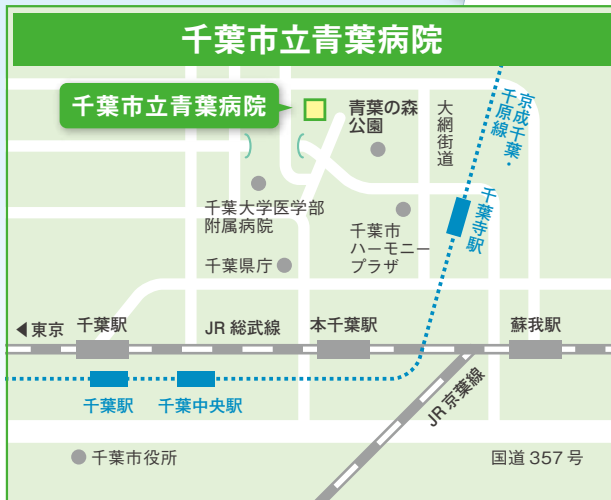 千葉市立青葉病院
千葉市立青葉病院
青葉の森
公園
大網街道
京成千葉・
千原線
千葉寺駅
千葉大学医学部
附属病院
千葉市
ハーモニー
プラザ
千葉県庁
◀東京
千葉駅
JR 総武線
本千葉駅
蘇我駅
千葉駅
千葉中央駅
JR 京葉線
千葉市役所
国道 357 号